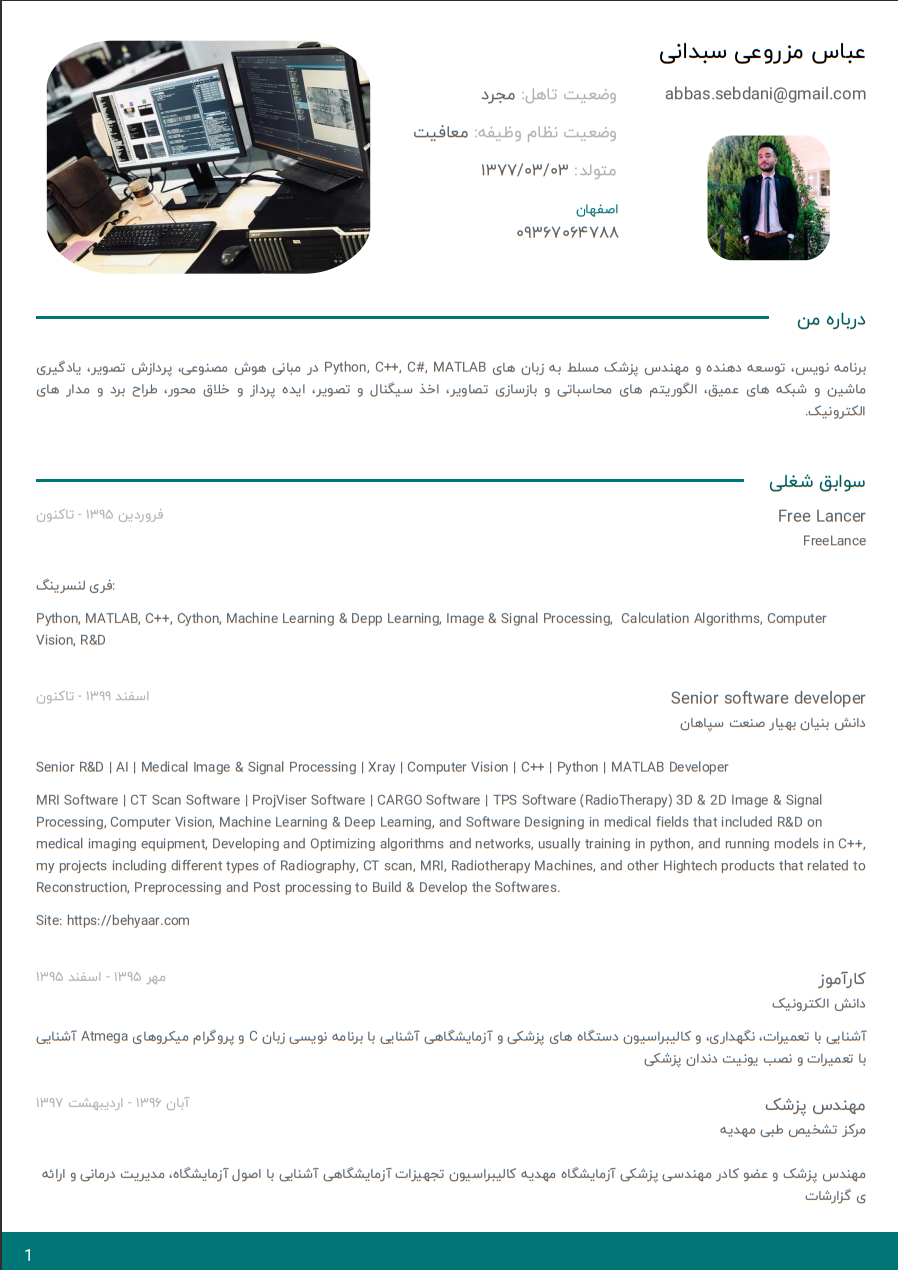 عباس مزروعی سبدانی
abbas.sebdani@gmail.com
وضعیت تاهل: مجرد
وضعیت نظام وظیفه: معافیت
متولد: ۱۳۷۷/۰۳/۰۳
اصفهان
۰۹۳۶۷۰۶۴۷۸۸
درباره من
برنامه نویس، توسعه دهنده و مهندس پزشک مسلط به زبان های Python, C++, C#, MATLAB در مبانی هوش مصنوعی، پردازش تصویر، یادگیری
ماشین و شبکه های عمیق، الگوریتم های محاسباتی و بازسازی تصاویر، اخذ سیگنال و تصویر، ایده پرداز و خلاق محور، طراح برد و مدار های
الکترونیک.
سوابق شغلی
Free Lancer
فروردین ۱۳۹۵ - تاکنون
FreeLance
فری لنسرینگ:
Python, MATLAB, C++, Cython, Machine Learning & Depp Learning, Image & Signal Processing,  Calculation Algorithms, Computer
Vision, R&D
Senior software developer
اسفند ۱۳۹۹ - تاکنون
دانش بنیان بهیار صنعت سپاهان
Senior R&D | AI | Medical Image & Signal Processing | Xray | Computer Vision | C++ | Python | MATLAB Developer
MRI Software | CT Scan Software | ProjViser Software | CARGO Software | TPS Software (RadioTherapy) 3D & 2D Image & Signal
Processing, Computer Vision, Machine Learning & Deep Learning, and Software Designing in medical fields that included R&D on
medical imaging equipment, Developing and Optimizing algorithms and networks, usually training in python, and running models in C++,
my projects including different types of Radiography, CT scan, MRI, Radiotherapy Machines, and other Hightech products that related to
Reconstruction, Preprocessing and Post processing to Build & Develop the Softwares.
Site: https://behyaar.com
کارآموز
مهر ۱۳۹۵ - اسفند ۱۳۹۵
دانش الکترونیک
آشنایی با تعمیرات، نگهداری، و کالیبراسیون دستگاه های پزشکی و آزمایشگاهی آشنایی با برنامه نویسی زبان C و پروگرام میکروهای Atmega آشنایی
با تعمیرات و نصب یونیت دندان پزشکی
مهندس پزشک
آبان ۱۳۹۶ - اردیبهشت ۱۳۹۷
مرکز تشخیص طبی مهدیه
مهندس پزشک و عضو کادر مهندسی پزشکی آزمایشگاه مهدیه کالیبراسیون تجهیزات آزمایشگاهی آشنایی با اصول آزمایشگاه، مدیریت درمانی و ارائه
ی گزارشات
1